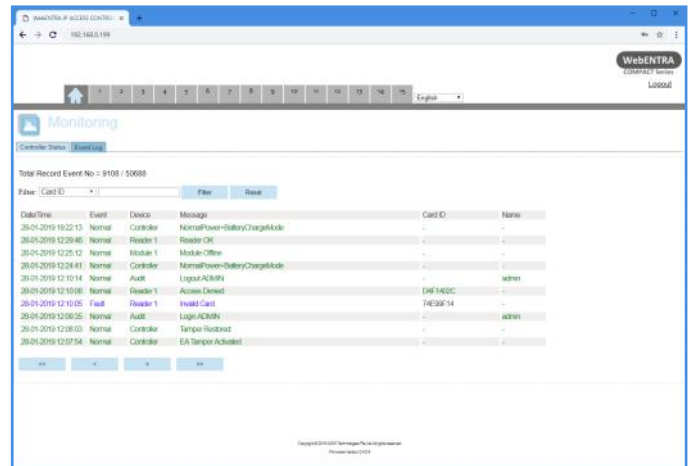 WebENTRA IP ACCESS CONTRO
192.168.0.199
WebENTRA
COMPACT Series
Logout
1 2 3 4 5 6 7 8 9 10 11 12 13 14 15 English
Monitoring
Controller Status Event Log
Total Record Event No = 9108 / 50688
Filter: Card ID Filter Reset
Date/Time Event Device Message Card ID Name
28-01-2019 19:22:13 Normal Controller NormalPower+BatteryChargeMode - -
28-01-2019 12:29:46 Normal Reader 1 Reader OK - -
28-01-2019 12:25:12 Normal Module 1 Module Offline - -
28-01-2019 12:24:41 Normal Controller NormalPower+BatteryChargeMode - -
28-01-2019 12:10:14 Normal Audit Logout ADMIN - admin
28-01-2019 12:10:08 Normal Reader 1 Access Denied D4F1402C -
28-01-2019 12:10:05 Fault Reader 1 Invalid Card 74E99F14 -
28-01-2019 12:09:35 Normal Audit Login ADMIN - admin
28-01-2019 12:08:03 Normal Controller Tamper Restored - -
28-01-2019 12:07:54 Normal Controller EA Tamper Activated - -
<< < > >>